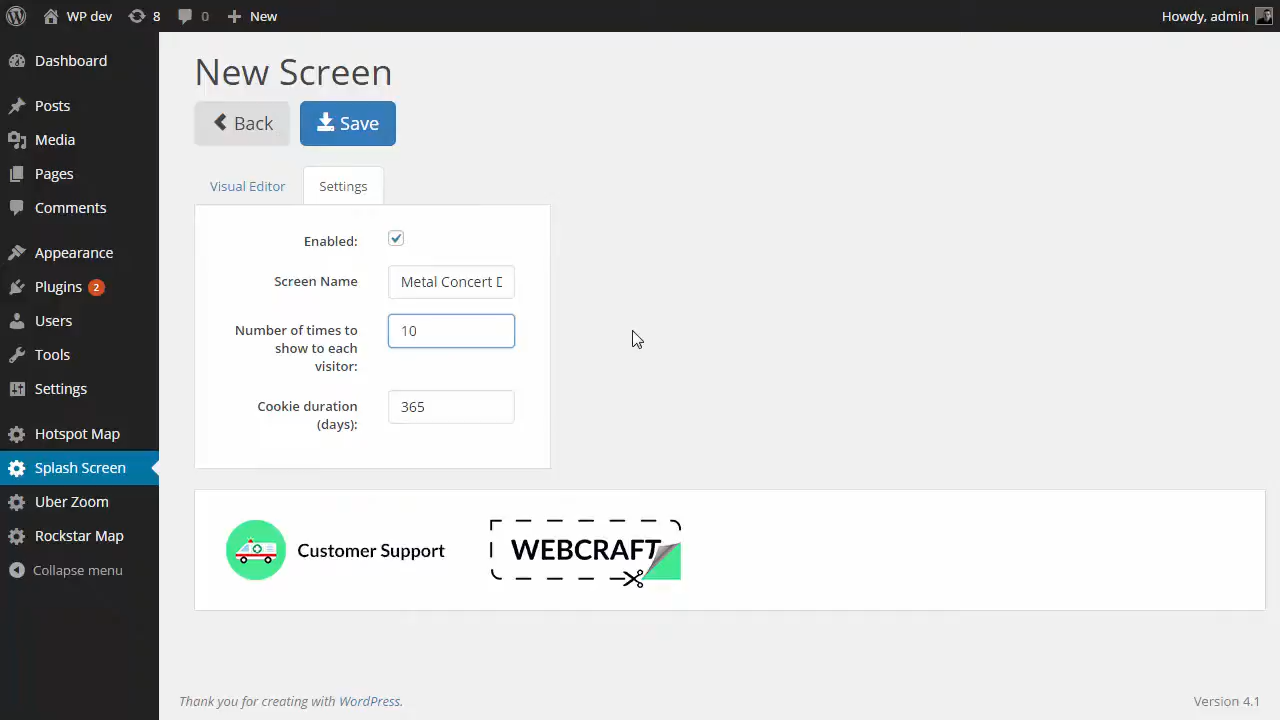 WP dev 8 0 New Howdy, admin
Dashboard
Posts
Media
Pages
Comments
Appearance
Plugins 2
Users
Tools
Settings
Hotspot Map
Splash Screen
Uber Zoom
Rockstar Map
Collapse menu
New Screen
Back Save
Visual Editor Settings
Enabled:
Screen Name Metal Concert D
Number of times to
show to each
visitor:
10
Cookie duration
(days):
365
Customer Support WEBCRAFT
Thank you for creating with WordPress. Version 4.1